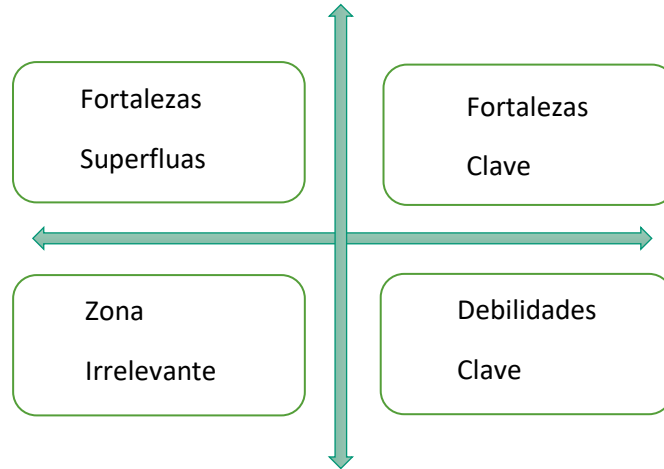 Fortalezas
Superfluas
Fortalezas
Clave
Zona
Irrelevante
Debilidades
Clave